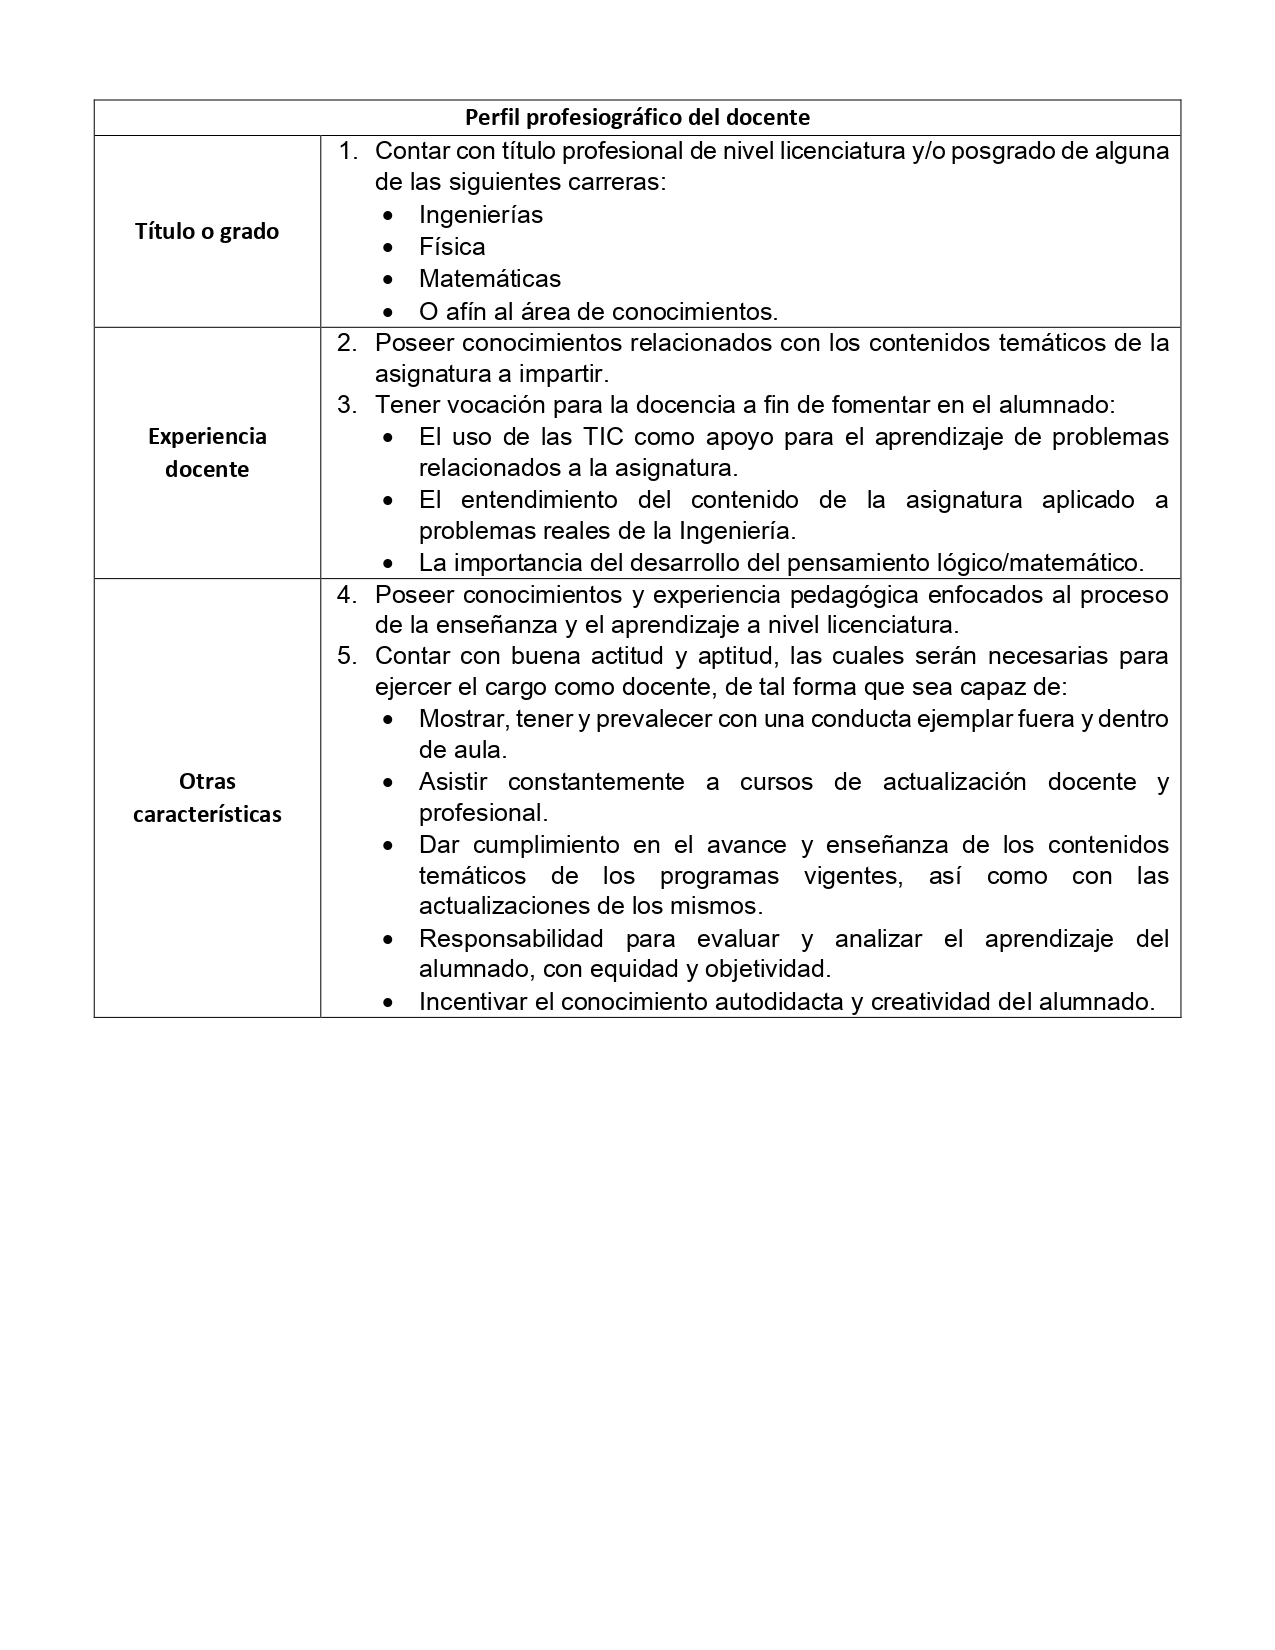 Perfil profesiográfico del docente
Título o grado
1. Contar con título profesional de nivel licenciatura y/o posgrado de alguna
de las siguientes carreras:
• Ingenierías
• Física
• Matemáticas
• O afín al área de conocimientos.
Experiencia
docente
2. Poseer conocimientos relacionados con los contenidos temáticos de la
asignatura a impartir.
3. Tener vocación para la docencia a fin de fomentar en el alumnado:
• El uso de las TIC como apoyo para el aprendizaje de problemas
relacionados a la asignatura.
• El entendimiento del contenido de la asignatura aplicado a
problemas reales de la Ingeniería.
• La importancia del desarrollo del pensamiento lógico/matemático.
Otras
características
4. Poseer conocimientos y experiencia pedagógica enfocados al proceso
de la enseñanza y el aprendizaje a nivel licenciatura.
5. Contar con buena actitud y aptitud, las cuales serán necesarias para
ejercer el cargo como docente, de tal forma que sea capaz de:
• Mostrar, tener y prevalecer con una conducta ejemplar fuera y dentro
de aula.
• Asistir constantemente a cursos de actualización docente y
profesional.
• Dar cumplimiento en el avance y enseñanza de los contenidos
temáticos de los programas vigentes, así como con las
actualizaciones de los mismos.
• Responsabilidad para evaluar y analizar el aprendizaje del
alumnado, con equidad y objetividad.
• Incentivar el conocimiento autodidacta y creatividad del alumnado.